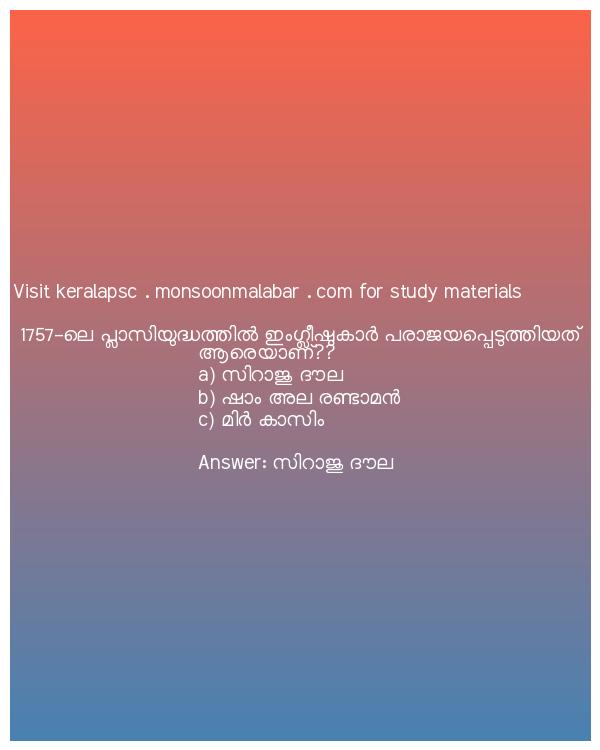 Visit keralapsc . monsoonmalabar . com for study materials
1757-ലെ പ്ലാസിയുദ്ധത്തിൽ ഇംഗ്ലീഷുകാർ പരാജയപ്പെടുത്തിയത്
ആരെയാണ്??
a) സിറാജു ദൗല
b) ഷാം അല രണ്ടാമൻ
c) മിർ കാസിം
Answer: സിറാജു ദൗല